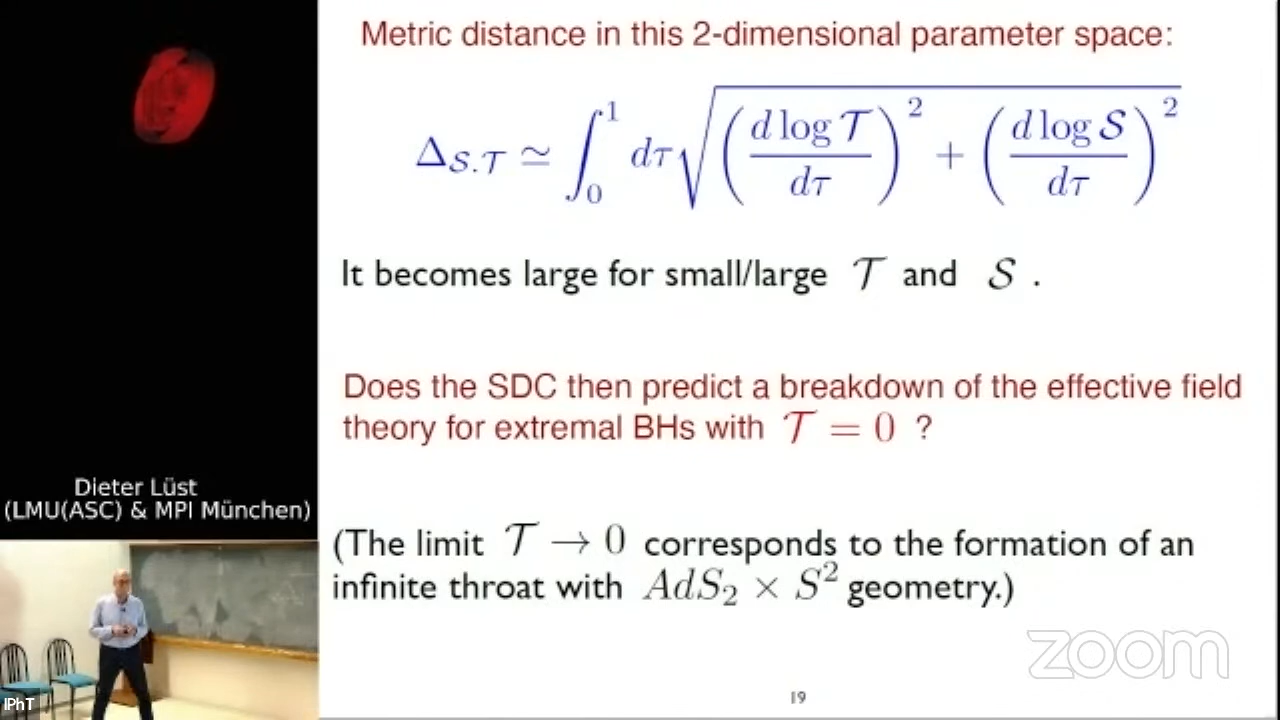 Metric distance in this 2-dimensional parameter space:
Δ_{𝒮.𝒯} ≃ ∫_0^1 dτ √((d log 𝒯 / dτ)^2 + (d log 𝒮 / dτ)^2)
It becomes large for small/large 𝒯 and 𝒮 .
Does the SDC then predict a breakdown of the effective field
theory for extremal BHs with 𝒯 = 0 ?
(The limit 𝒯 → 0 corresponds to the formation of an
infinite throat with AdS_2 × S^2 geometry.)
zoom
19
Dieter Lüst
(LMU(ASC) & MPI München)
IPhT